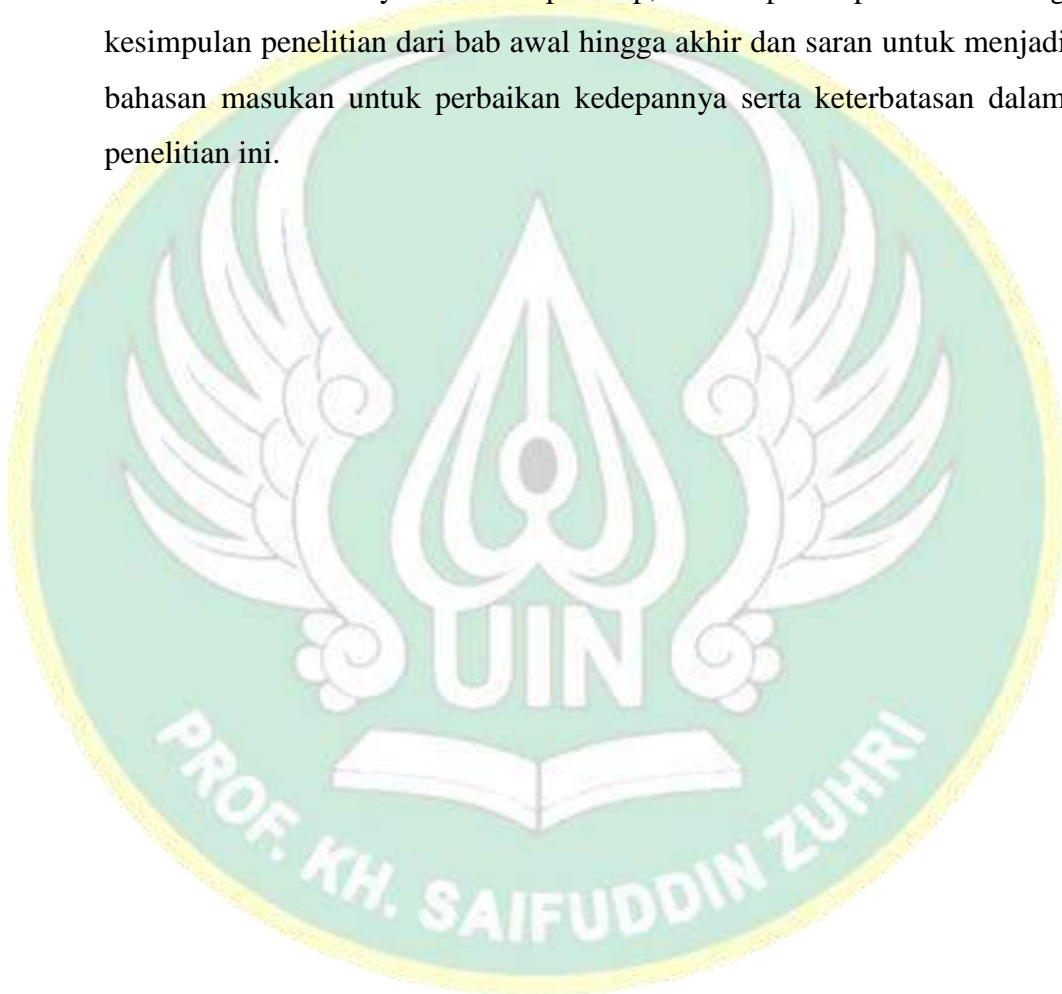 kesimpulan penelitian dari bab awal hingga akhir dan saran untuk menjadi
bahasan masukan untuk perbaikan kedepannya serta keterbatasan dalam
penelitian ini.
UIN
PROF. KH. SAIFUDDIN ZUHRI